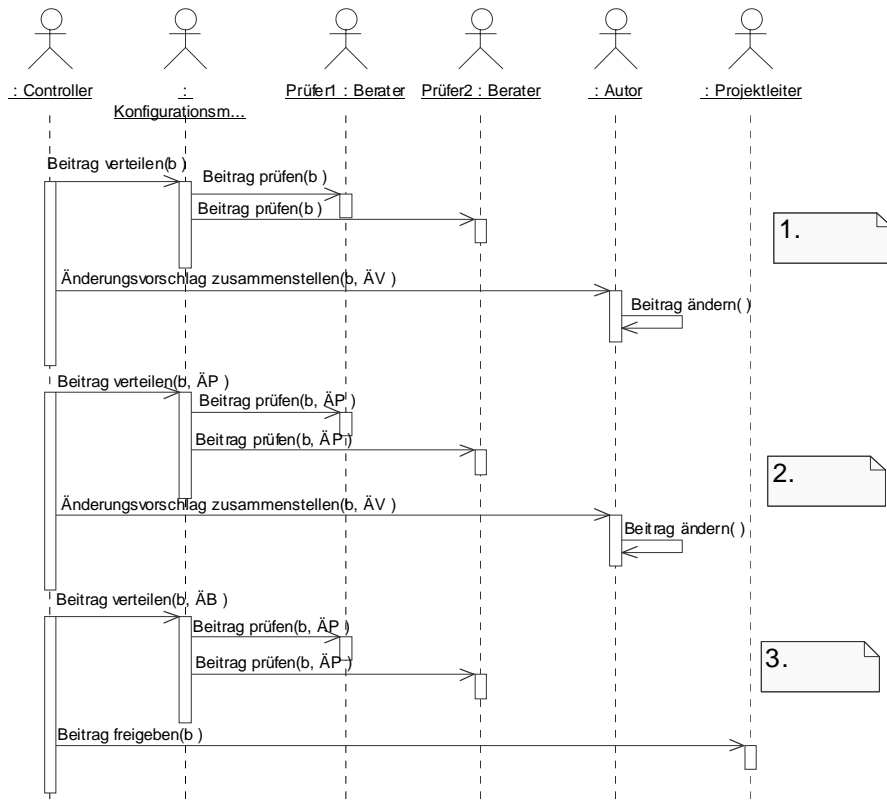 : Controller
:
Konfigurationsm...
Prüfer1 : Berater
Prüfer2 : Berater
: Autor
: Projektleiter
Beitrag verteilen(b )
Beitrag prüfen(b )
Beitrag prüfen(b )
1.
Änderungsvorschlag zusammenstellen(b, ÄV )
Beitrag ändern( )
Beitrag verteilen(b, ÄP )
Beitrag prüfen(b, ÄP )
Beitrag prüfen(b, ÄP )
2.
Änderungsvorschlag zusammenstellen(b, ÄV )
Beitrag ändern( )
Beitrag verteilen(b, ÄB )
Beitrag prüfen(b, ÄP )
3.
Beitrag prüfen(b, ÄP )
Beitrag freigeben(b )